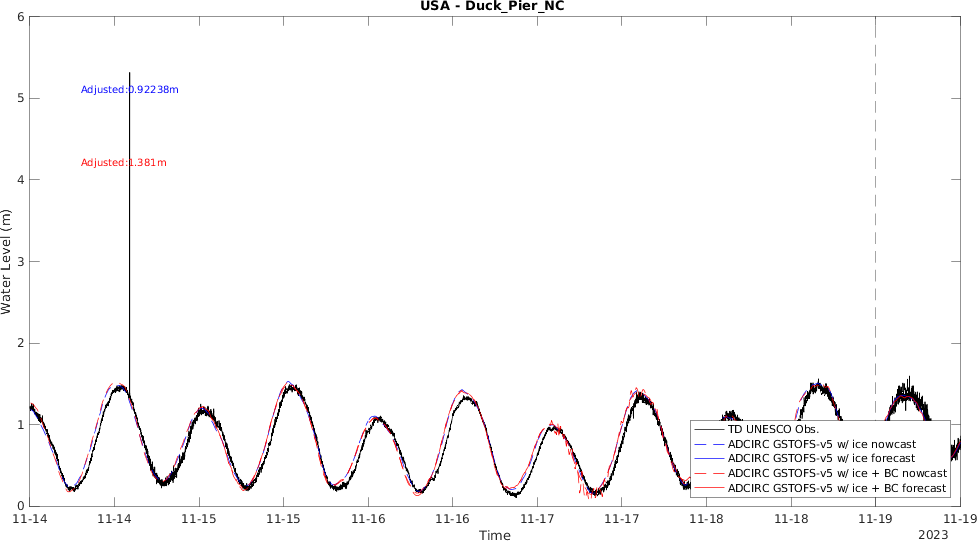 USA - Duck_Pier_NC
6
5
4
3
2
1
0
Water Level (m)
Adjusted:0.92238m
Adjusted:1.381m
TD UNESCO Obs.
ADCIRC GSTOFS-v5 w/ ice nowcast
ADCIRC GSTOFS-v5 w/ ice forecast
ADCIRC GSTOFS-v5 w/ ice + BC nowcast
ADCIRC GSTOFS-v5 w/ ice + BC forecast
11-14 11-14 11-15 11-15 11-16 11-16 11-17 11-17 11-18 11-18 11-19 11-19
Time
2023